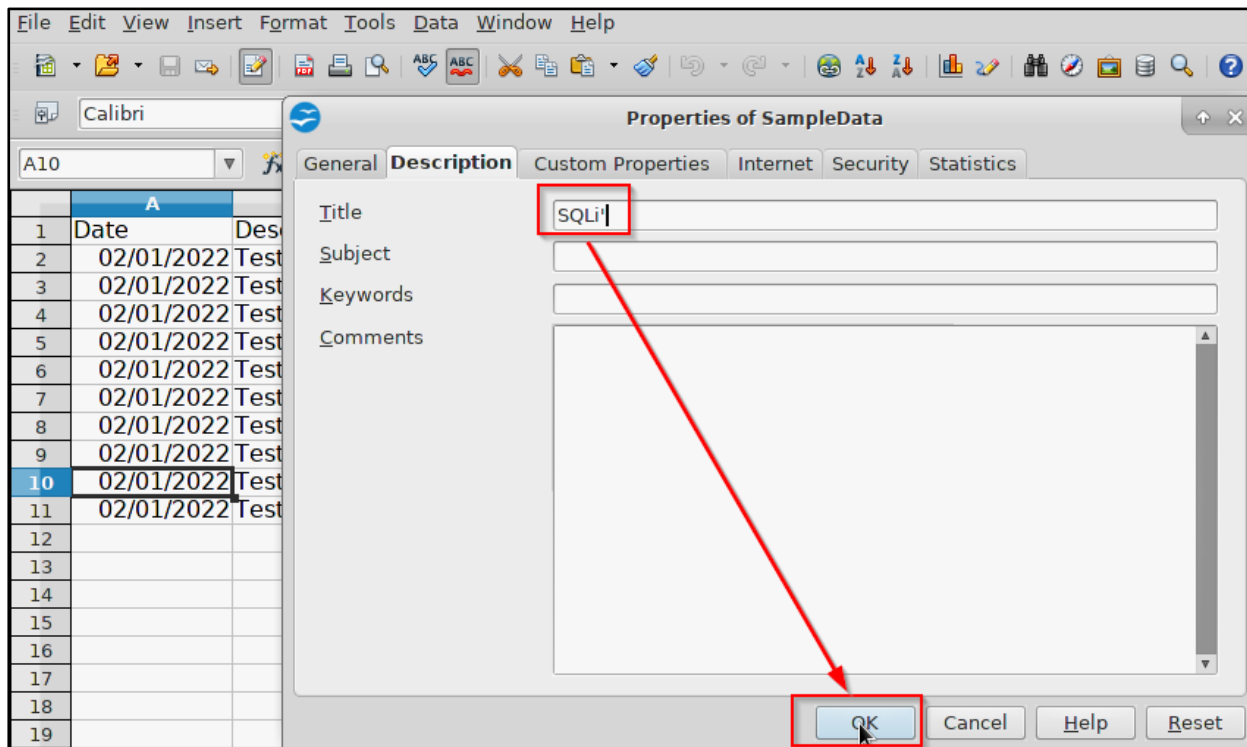 File Edit View Insert Format Tools Data Window Help
PDF ABC ABC A Z Z A ?
Calibri
Properties of SampleData
A10
General Description Custom Properties Internet Security Statistics
A
Title SQLi'
1 Date
Subject
2 02/01/2022 Test
3 02/01/2022 Test
Keywords
4 02/01/2022 Test
Comments
5 02/01/2022 Test
6 02/01/2022 Test
7 02/01/2022 Test
8 02/01/2022 Test
9 02/01/2022 Test
10 02/01/2022 Test
11 02/01/2022 Test
12
13
14
15
16
17
18
OK Cancel Help Reset
19